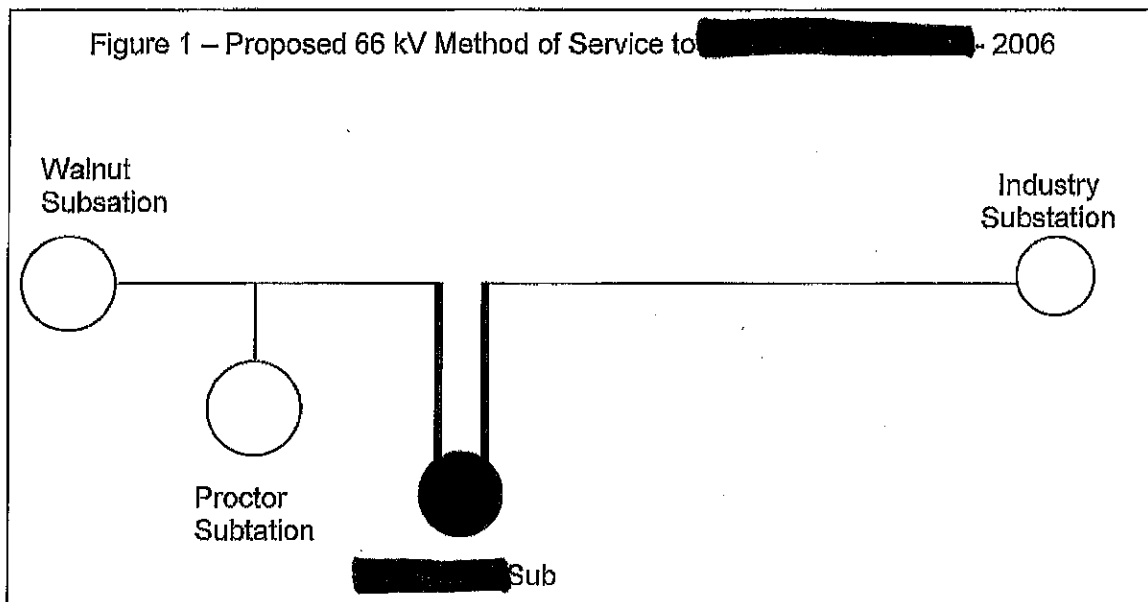 Figure 1 – Proposed 66 kV Method of Service to - 2006
Walnut
Subsation
Industry
Substation
Proctor
Subtation
Sub